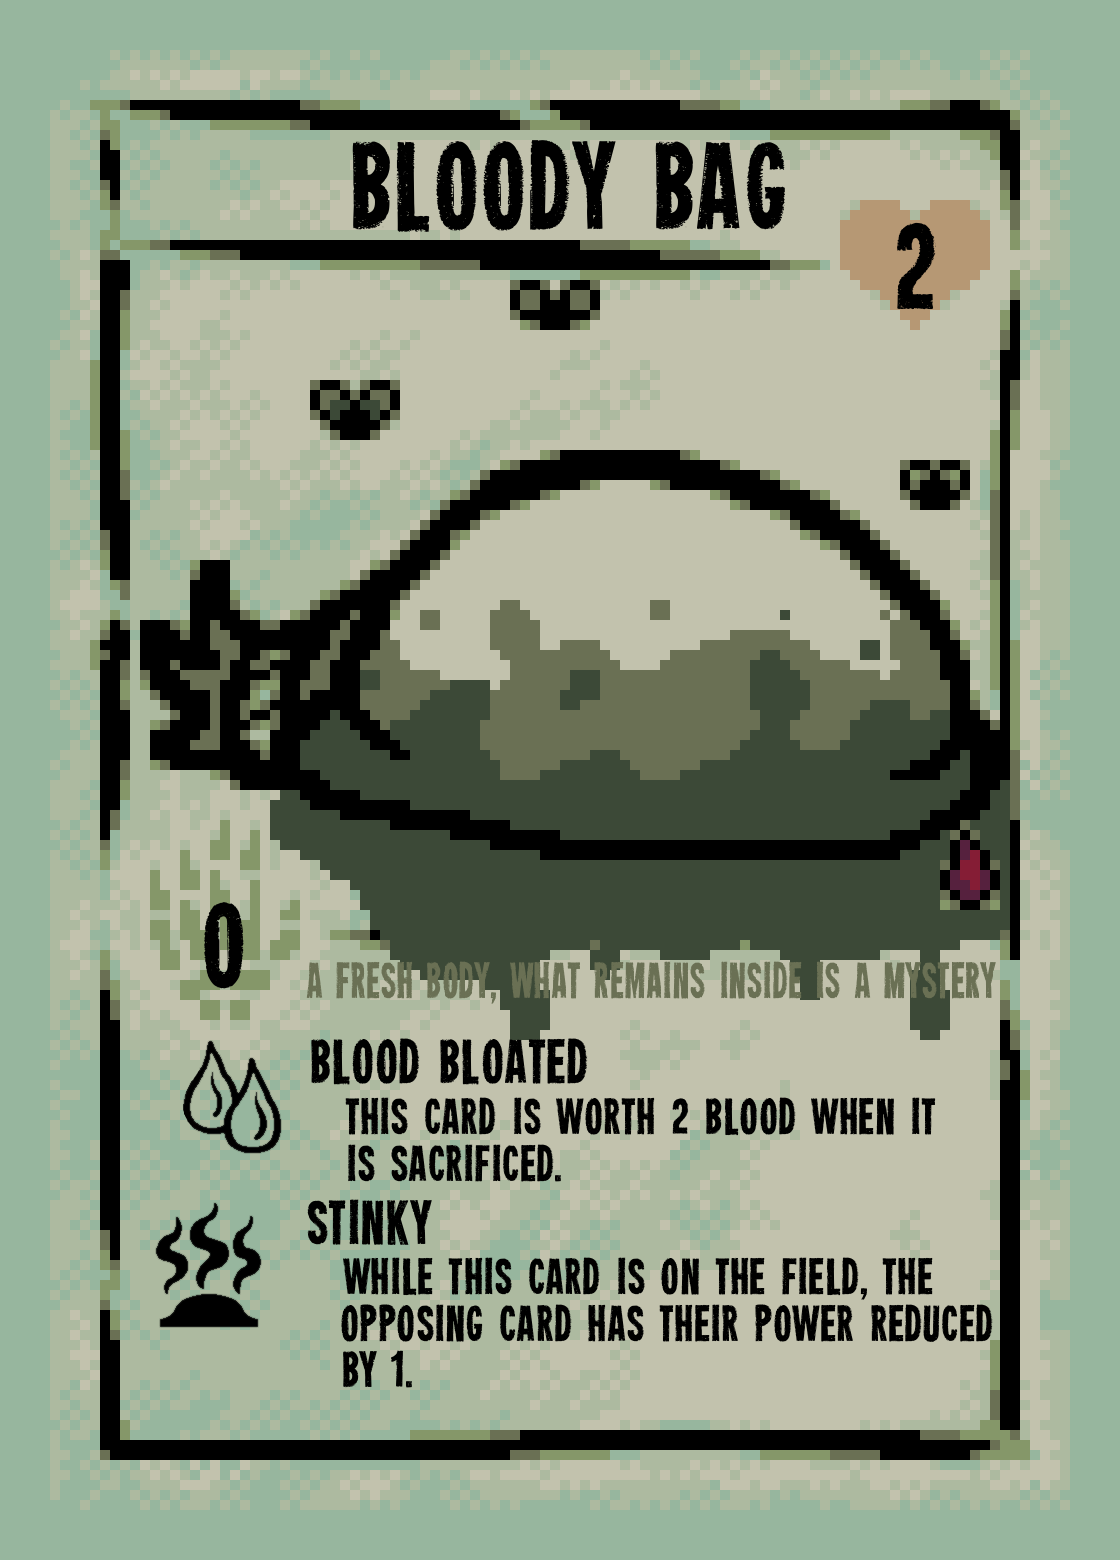 BLOODY BAG
2
0
A FRESH BODY, WHAT REMAINS INSIDE IS A MYSTERY
BLOOD BLOATED
THIS CARD IS WORTH 2 BLOOD WHEN IT
IS SACRIFICED.
STINKY
WHILE THIS CARD IS ON THE FIELD, THE
OPPOSING CARD HAS THEIR POWER REDUCED
BY 1.